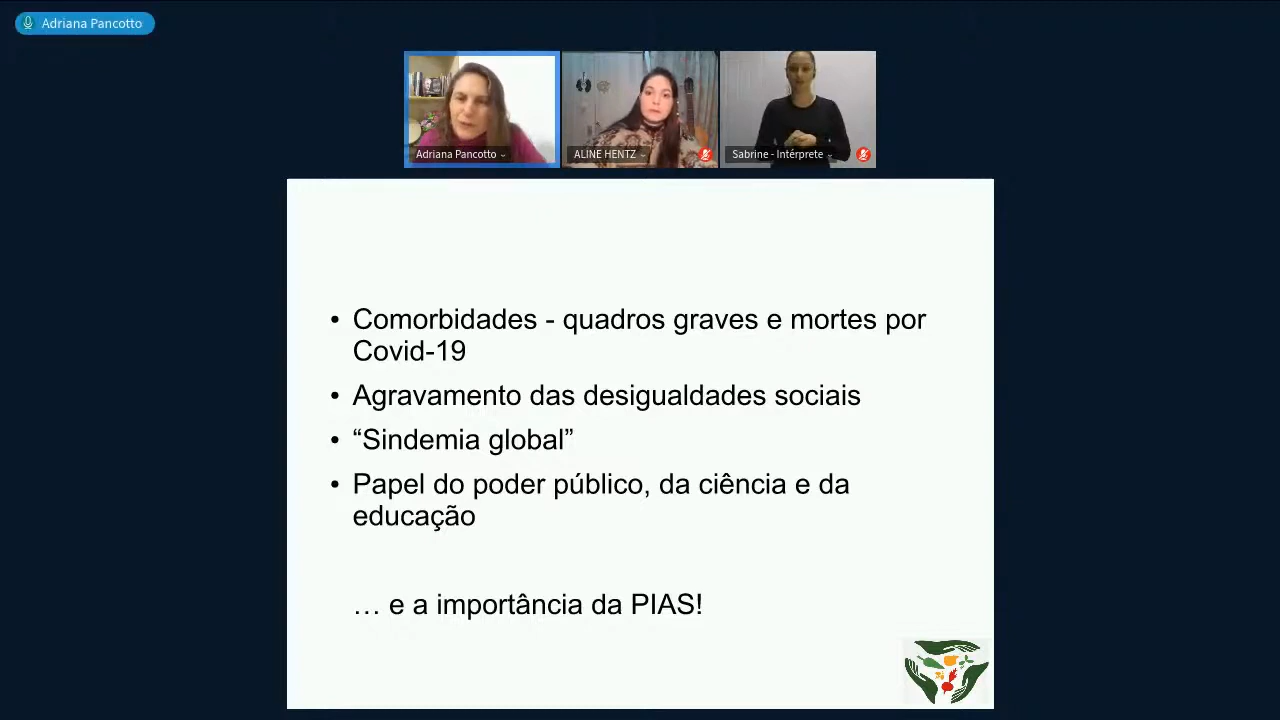 Adriana Pancotto
Adriana Pancotto
ALINE HENTZ
Sabrine - Intérprete
• Comorbidades - quadros graves e mortes por
Covid-19
• Agravamento das desigualdades sociais
• “Sindemia global”
• Papel do poder público, da ciência e da
educação
… e a importância da PIAS!